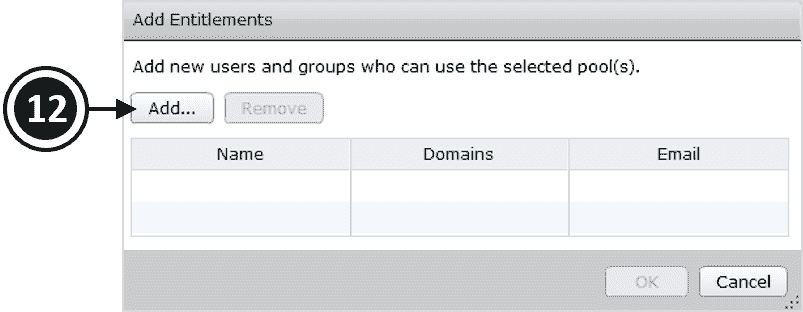 Add Entitlements
Add new users and groups who can use the selected pool(s).
12
Add... Remove
Name Domains Email
OK Cancel